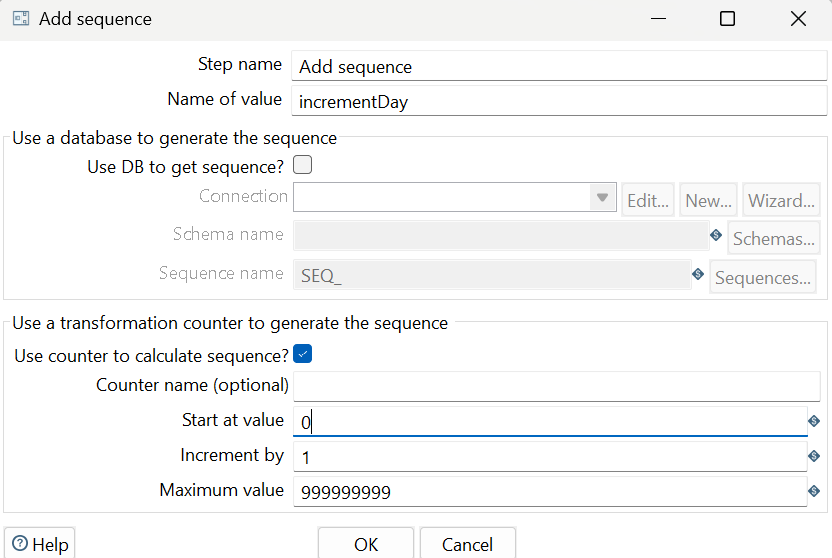 Add sequence
Step name Add sequence
Name of value incrementDay
Use a database to generate the sequence
Use DB to get sequence?
Connection Edit... New... Wizard...
Schema name Schemas...
Sequence name SEQ_ Sequences...
Use a transformation counter to generate the sequence
Use counter to calculate sequence?
Counter name (optional)
Start at value 0
Increment by 1
Maximum value 999999999
Help OK Cancel